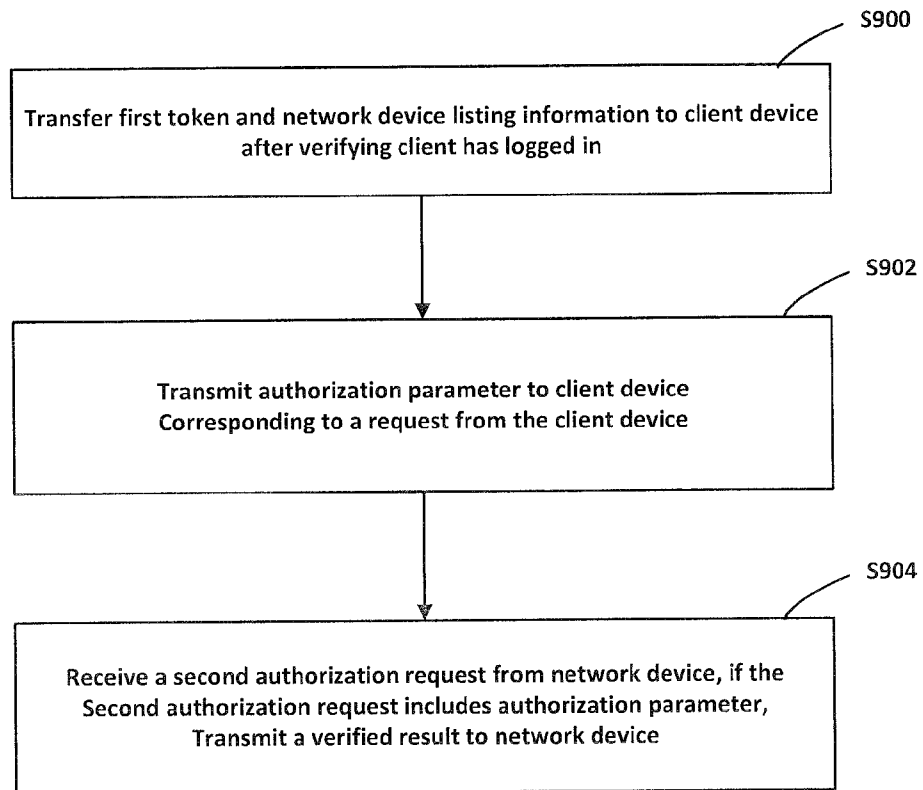 S900
Transfer first token and network device listing information to client device
after verifying client has logged in
S902
Transmit authorization parameter to client device
Corresponding to a request from the client device
S904
Receive a second authorization request from network device, if the
Second authorization request includes authorization parameter,
Transmit a verified result to network device